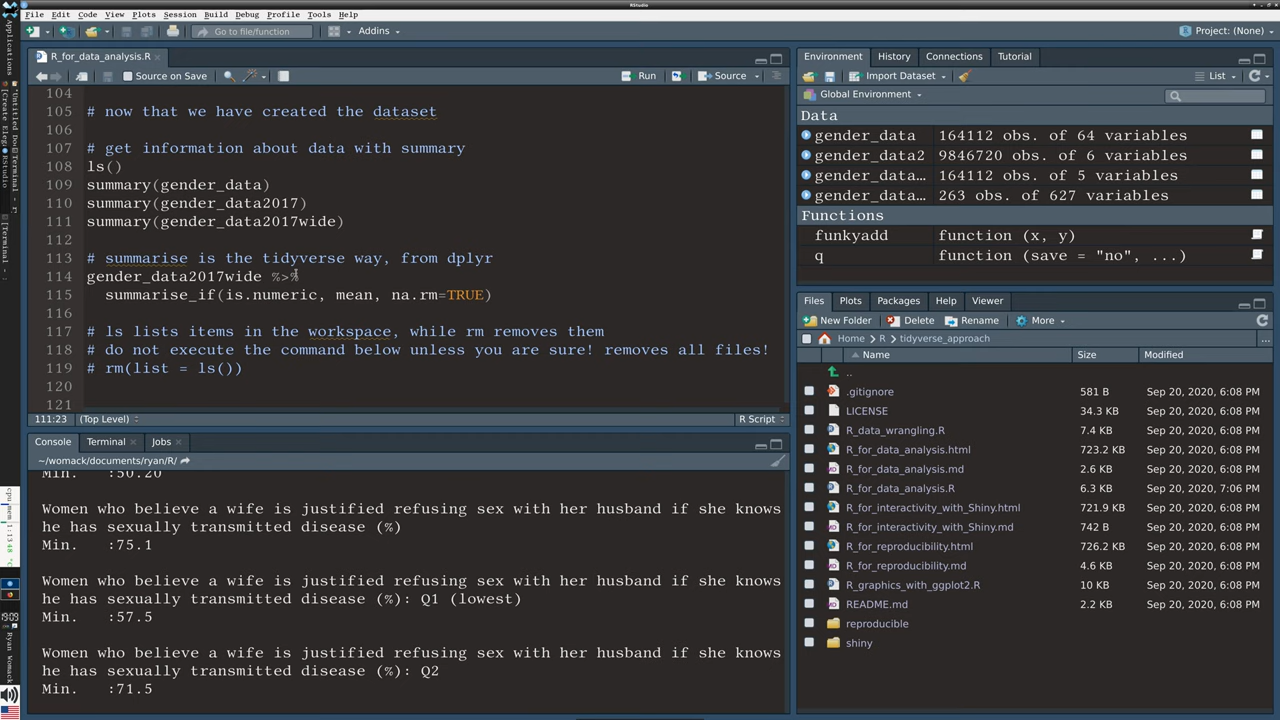 RStudio
File Edit Code View Plots Session Build Debug Profile Tools Help
Go to file/function Addins Project: (None)
R_for_data_analysis.R
Source on Save Run Source
104
105 # now that we have created the dataset
106
107 # get information about data with summary
108 ls()
109 summary(gender_data)
110 summary(gender_data2017)
111 summary(gender_data2017wide)
112
113 # summarise is the tidyverse way, from dplyr
114 gender_data2017wide %>%
115 summarise_if(is.numeric, mean, na.rm=TRUE)
116
117 # ls lists items in the workspace, while rm removes them
118 # do not execute the command below unless you are sure! removes all files!
119 # rm(list = ls())
120
121
111:23 (Top Level) R Script
Console Terminal Jobs
~/womack/documents/ryan/R/
Min. :50.20
Women who believe a wife is justified refusing sex with her husband if she knows
he has sexually transmitted disease (%)
Min. :75.1
Women who believe a wife is justified refusing sex with her husband if she knows
he has sexually transmitted disease (%): Q1 (lowest)
Min. :57.5
Women who believe a wife is justified refusing sex with her husband if she knows
he has sexually transmitted disease (%): Q2
Min. :71.5
Environment History Connections Tutorial
Import Dataset List
Global Environment
Data
gender_data 164112 obs. of 64 variables
gender_data2 9846720 obs. of 6 variables
gender_data… 164112 obs. of 5 variables
gender_data… 263 obs. of 627 variables
Functions
funkyadd function (x, y)
q function (save = "no", ...)
Files Plots Packages Help Viewer
New Folder Delete Rename More
Home R tidyverse_approach
Name Size Modified
..
.gitignore 581 B Sep 20, 2020, 6:08 PM
LICENSE 34.3 KB Sep 20, 2020, 6:08 PM
R_data_wrangling.R 7.4 KB Sep 20, 2020, 6:08 PM
R_for_data_analysis.html 723.2 KB Sep 20, 2020, 6:08 PM
R_for_data_analysis.md 2.6 KB Sep 20, 2020, 6:08 PM
R_for_data_analysis.R 6.3 KB Sep 20, 2020, 7:06 PM
R_for_interactivity_with_Shiny.html 721.9 KB Sep 20, 2020, 6:08 PM
R_for_interactivity_with_Shiny.md 742 B Sep 20, 2020, 6:08 PM
R_for_reproducibility.html 726.2 KB Sep 20, 2020, 6:08 PM
R_for_reproducibility.md 4.6 KB Sep 20, 2020, 6:08 PM
R_graphics_with_ggplot2.R 10 KB Sep 20, 2020, 6:08 PM
README.md 2.2 KB Sep 20, 2020, 6:08 PM
reproducible
shiny
Applications
[Create Eleg
RStudio
[Terminal -
cpu mem 1:13:48
19:09
Ryan Womack